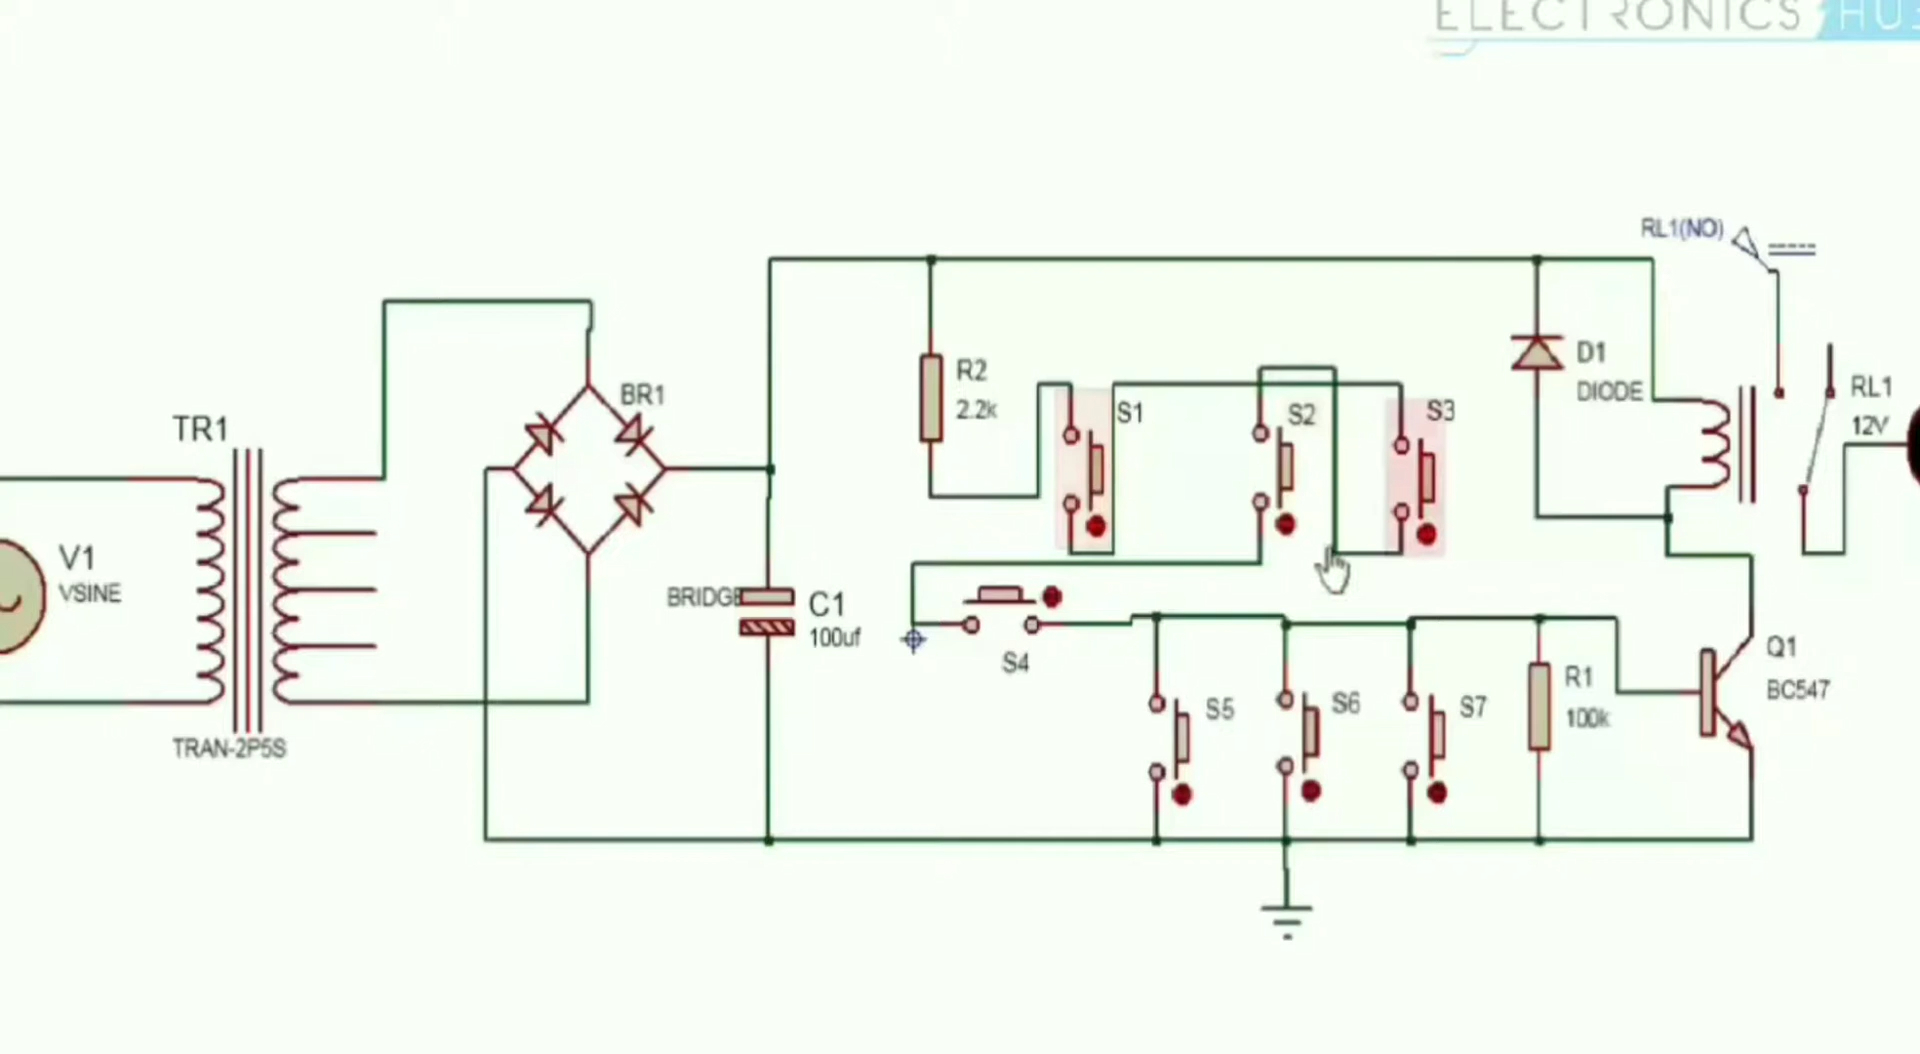 ELECTRONICS HUB
RL1(NO)
BR1
R2
2.2k
S1
S2
S3
D1
DIODE
RL1
12V
TR1
V1
VSINE
BRIDGE
C1
100uf
S4
S5
S6
S7
R1
100k
Q1
BC547
TRAN-2P5S